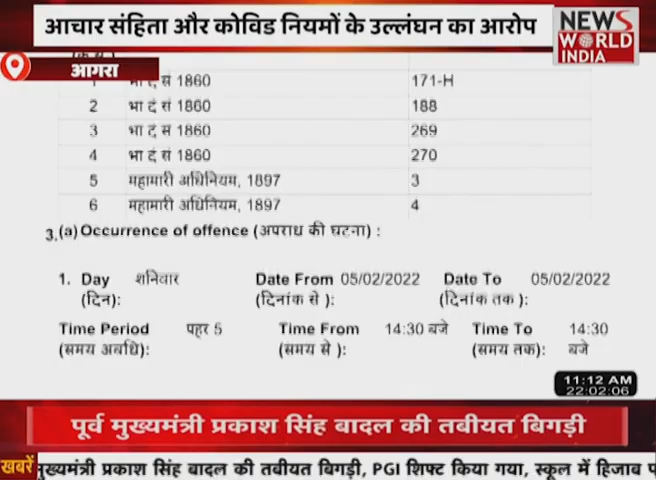 आचार संहिता और कोविड नियमों के उल्लंघन का आरोप
NEWS
WORLD
INDIA
आगरा
1 भा दं सं 1860 171-H
2 भा दं सं 1860 188
3 भा दं सं 1860 269
4 भा दं सं 1860 270
5 महामारी अधिनियम, 1897 3
6 महामारी अधिनियम, 1897 4
3.(a) Occurrence of offence (अपराध की घटना) :
1. Day शनिवार Date From 05/02/2022 Date To 05/02/2022
(दिन): (दिनांक से ): (दिनांक तक ):
Time Period पहर 5 Time From 14:30 बजे Time To 14:30
(समय अवधि): (समय से ): (समय तक): बजे
11:12 AM
22:02:06
पूर्व मुख्यमंत्री प्रकाश सिंह बादल की तबीयत बिगड़ी
खबरें मुख्यमंत्री प्रकाश सिंह बादल की तबीयत बिगड़ी, PGI शिफ्ट किया गया, स्कूल में हिजाब